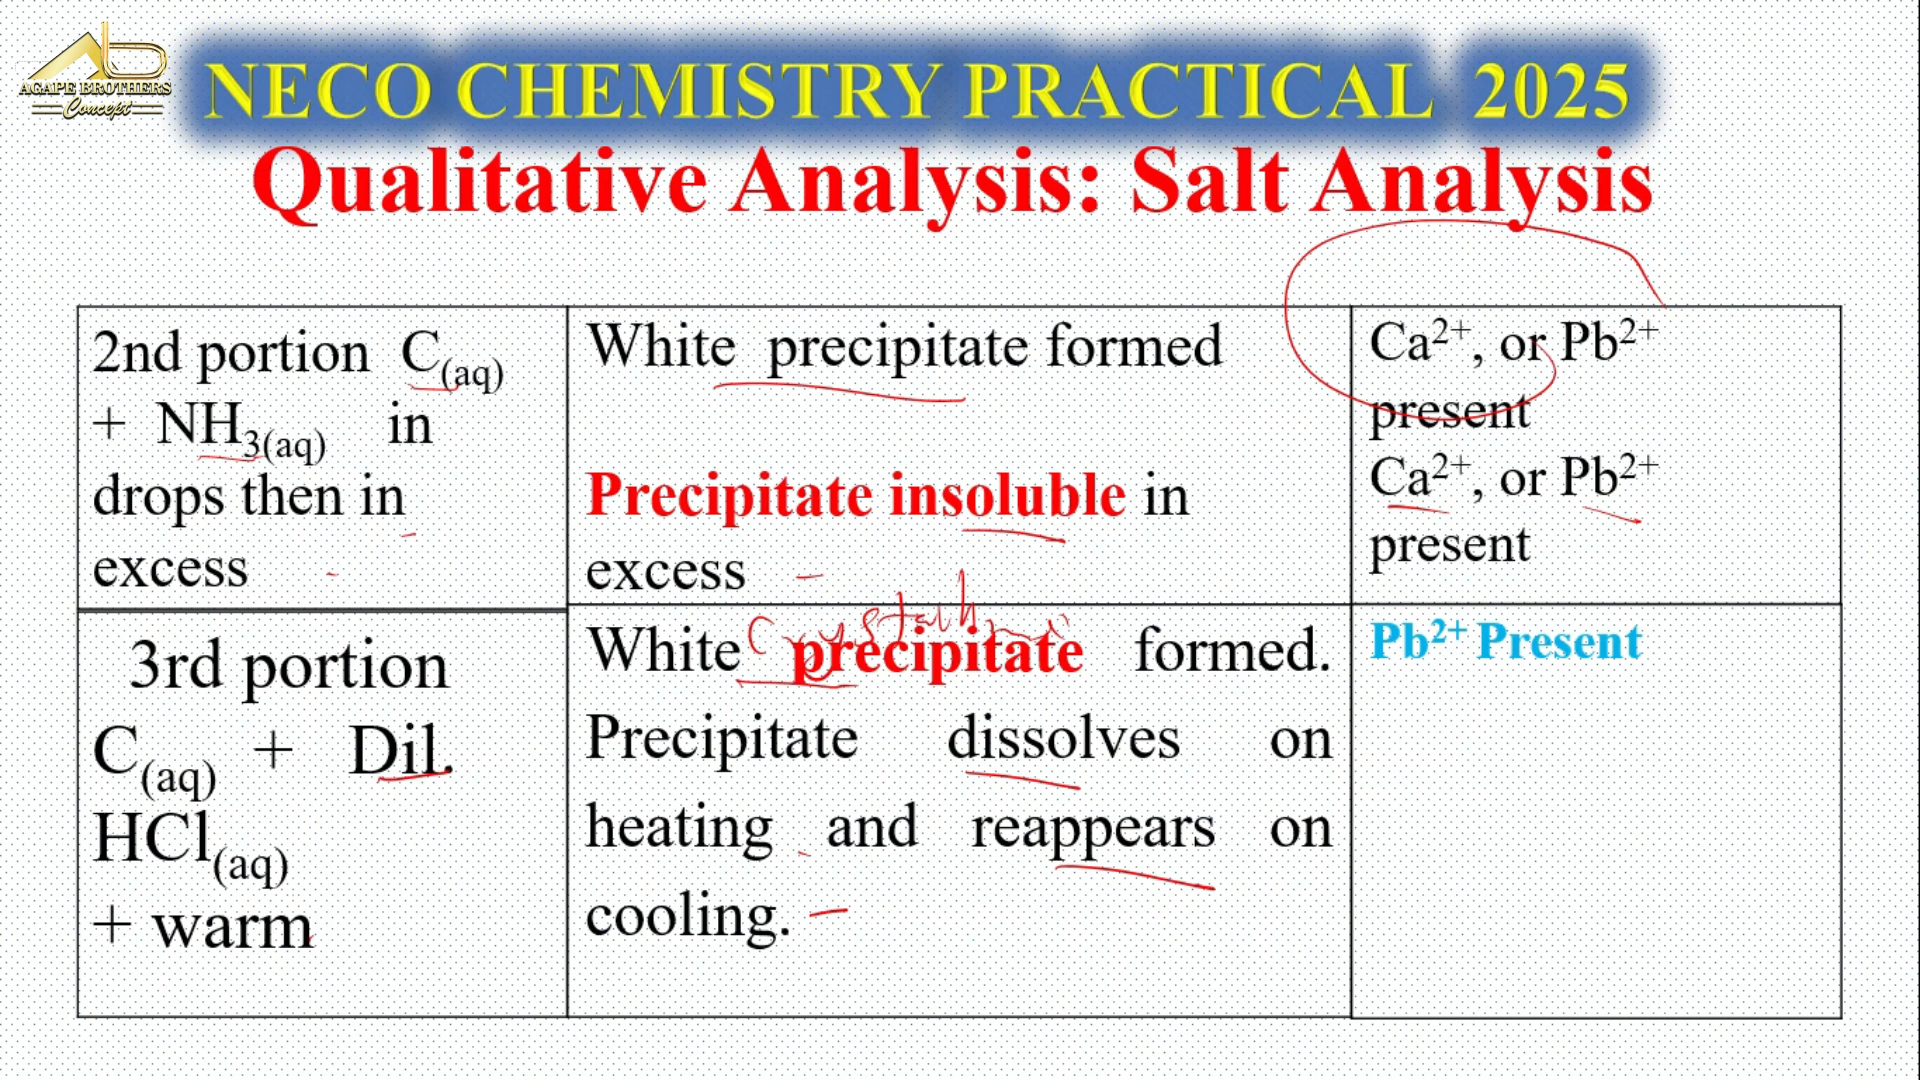 AGAPE BROTHERS
Concept
NECO CHEMISTRY PRACTICAL 2025
Qualitative Analysis: Salt Analysis
2nd portion C(aq)
+ NH₃(aq) in
drops then in
excess
White precipitate formed
Precipitate insoluble in
excess
Ca²⁺, or Pb²⁺
present
Ca²⁺, or Pb²⁺
present
3rd portion
C(aq) + Dil.
HCl(aq)
+ warm
White precipitate formed.
Precipitate dissolves on
heating and reappears on
cooling.
Pb²⁺ Present